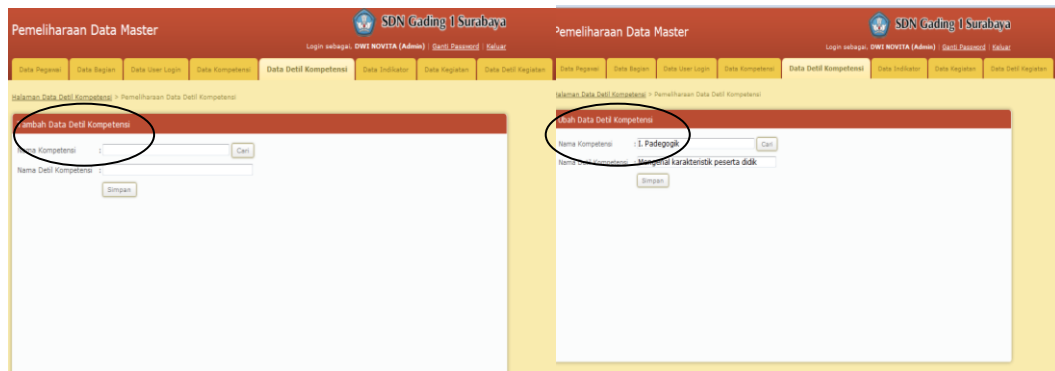 Pemeliharaan Data Master
SDN Gading 1 Surabaya
Login sebagai, DWI NOVITA (Admin) | Ganti Password | Keluar
Data Pegawai Data Bagian Data User Login Data Kompetensi Data Detil Kompetensi Data Indikator Data Kegiatan Data Detil Kegiatan
Halaman Data Detil Kompetensi > Pemeliharaan Data Detil Kompetensi
Tambah Data Detil Kompetensi
Nama Kompetensi : Cari
Nama Detil Kompetensi :
Simpan
Pemeliharaan Data Master
SDN Gading 1 Surabaya
Login sebagai, DWI NOVITA (Admin) | Ganti Password | Keluar
Data Pegawai Data Bagian Data User Login Data Kompetensi Data Detil Kompetensi Data Indikator Data Kegiatan Data Detil Kegiatan
Halaman Data Detil Kompetensi > Pemeliharaan Data Detil Kompetensi
Ubah Data Detil Kompetensi
Nama Kompetensi : 1. Padegogik Cari
Nama Detil Kompetensi : Mengenal karakteristik peserta didik
Simpan